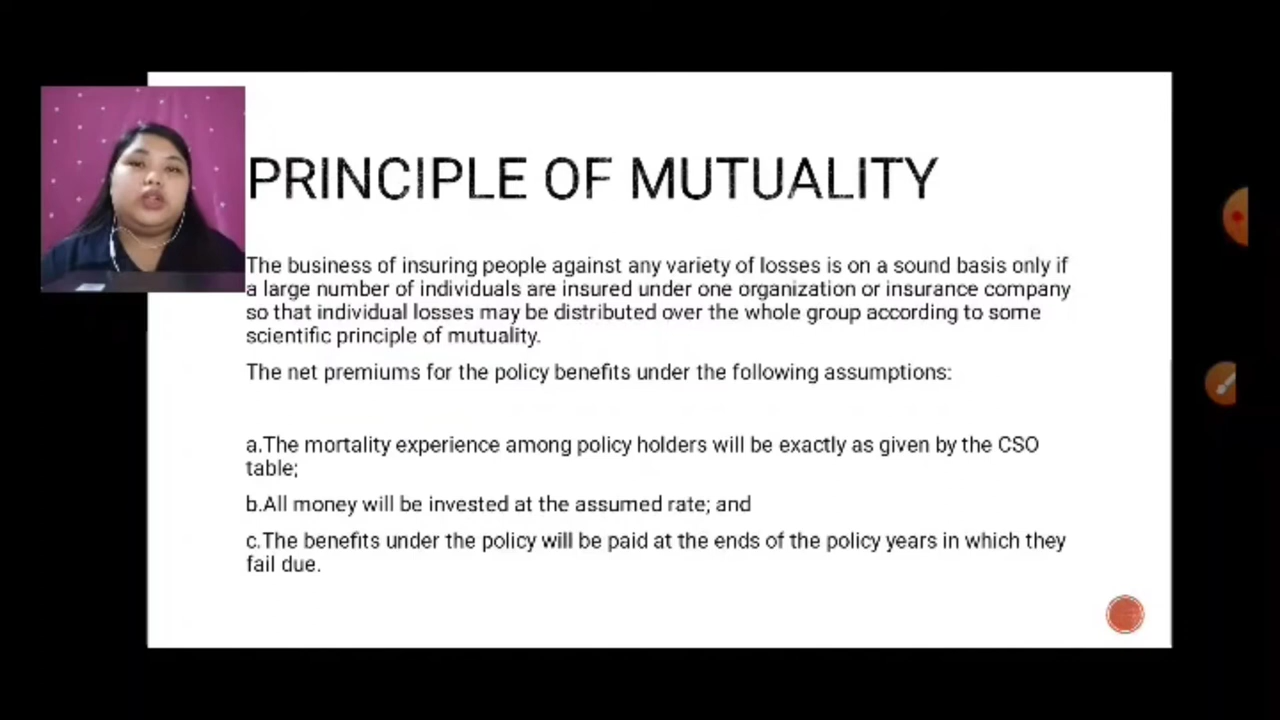 PRINCIPLE OF MUTUALITY
The business of insuring people against any variety of losses is on a sound basis only if
a large number of individuals are insured under one organization or insurance company
so that individual losses may be distributed over the whole group according to some
scientific principle of mutuality.
The net premiums for the policy benefits under the following assumptions:
a.The mortality experience among policy holders will be exactly as given by the CSO
table;
b.All money will be invested at the assumed rate; and
c.The benefits under the policy will be paid at the ends of the policy years in which they
fail due.